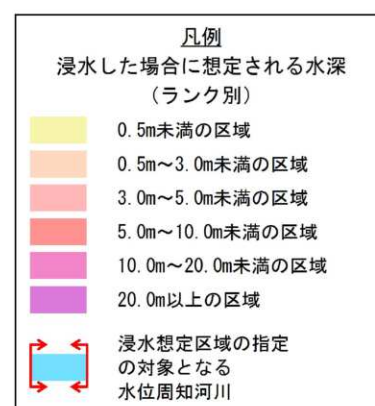 凡例
浸水した場合に想定される水深
（ランク別）
0.5m未満の区域
0.5m～3.0m未満の区域
3.0m～5.0m未満の区域
5.0m～10.0m未満の区域
10.0m～20.0m未満の区域
20.0m以上の区域
浸水想定区域の指定
の対象となる
水位周知河川